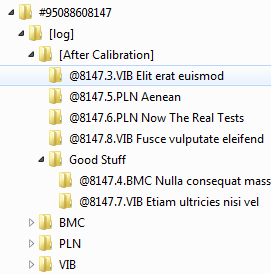 #95088608147
[log]
[After Calibration]
@8147.3.VIB Elit erat euismod
@8147.5.PLN Aenean
@8147.6.PLN Now The Real Tests
@8147.8.VIB Fusce vulputate eleifend
Good Stuff
@8147.4.BMC Nulla consequat mass
@8147.7.VIB Etiam ultricies nisi vel
BMC
PLN
VIB